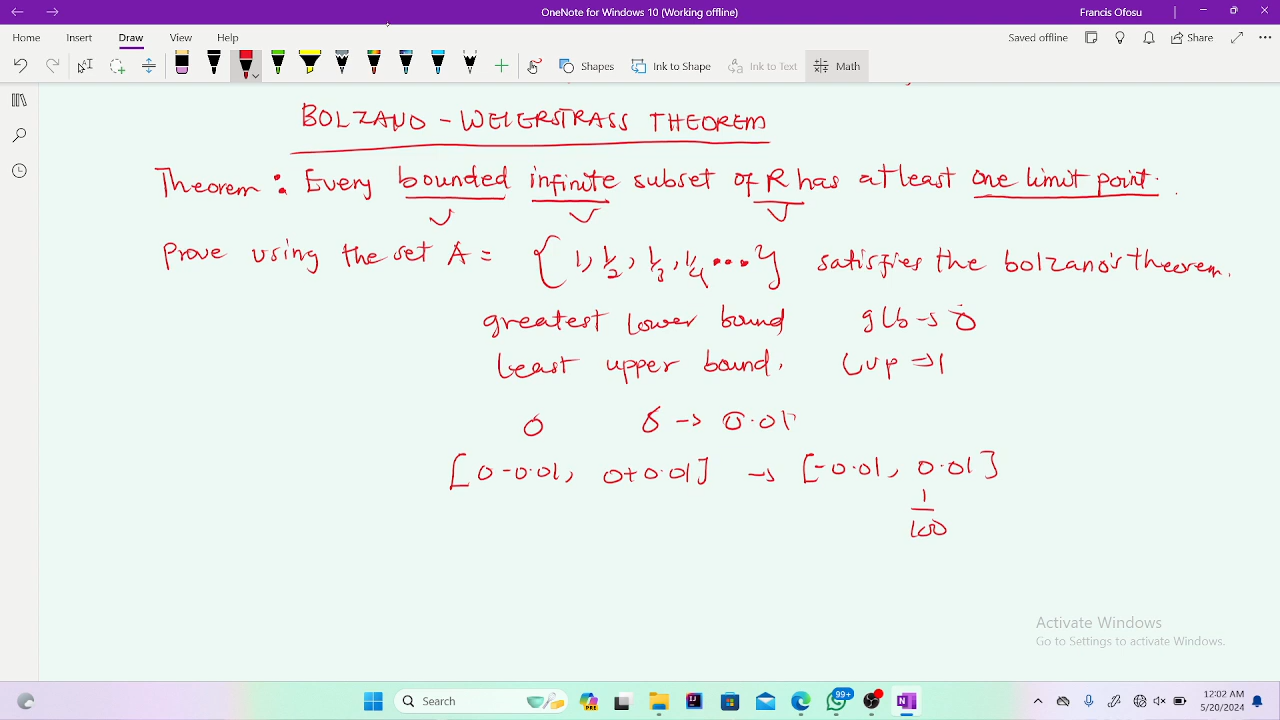 OneNote for Windows 10 (Working offline)
Francis Ofosu
Home Insert Draw View Help
Saved offline Share
Shapes Ink to Shape Ink to Text Math
BOLZANO - WEIERSTRASS THEOREM
Theorem : Every bounded infinite subset of R has atleast one limit point.
Prove using the set A = { 1, 1/2, 1/3, 1/4 ... } satisfies the bolzano's theorem.
greatest lower bound glb → 0
least upper bound. lup ⇒ 1
0 δ → 0.01
[0 - 0.01, 0 + 0.01] → [-0.01, 0.01]
1/100
Activate Windows
Go to Settings to activate Windows.
Search
PRE
99+
12:02 AM
5/20/2024